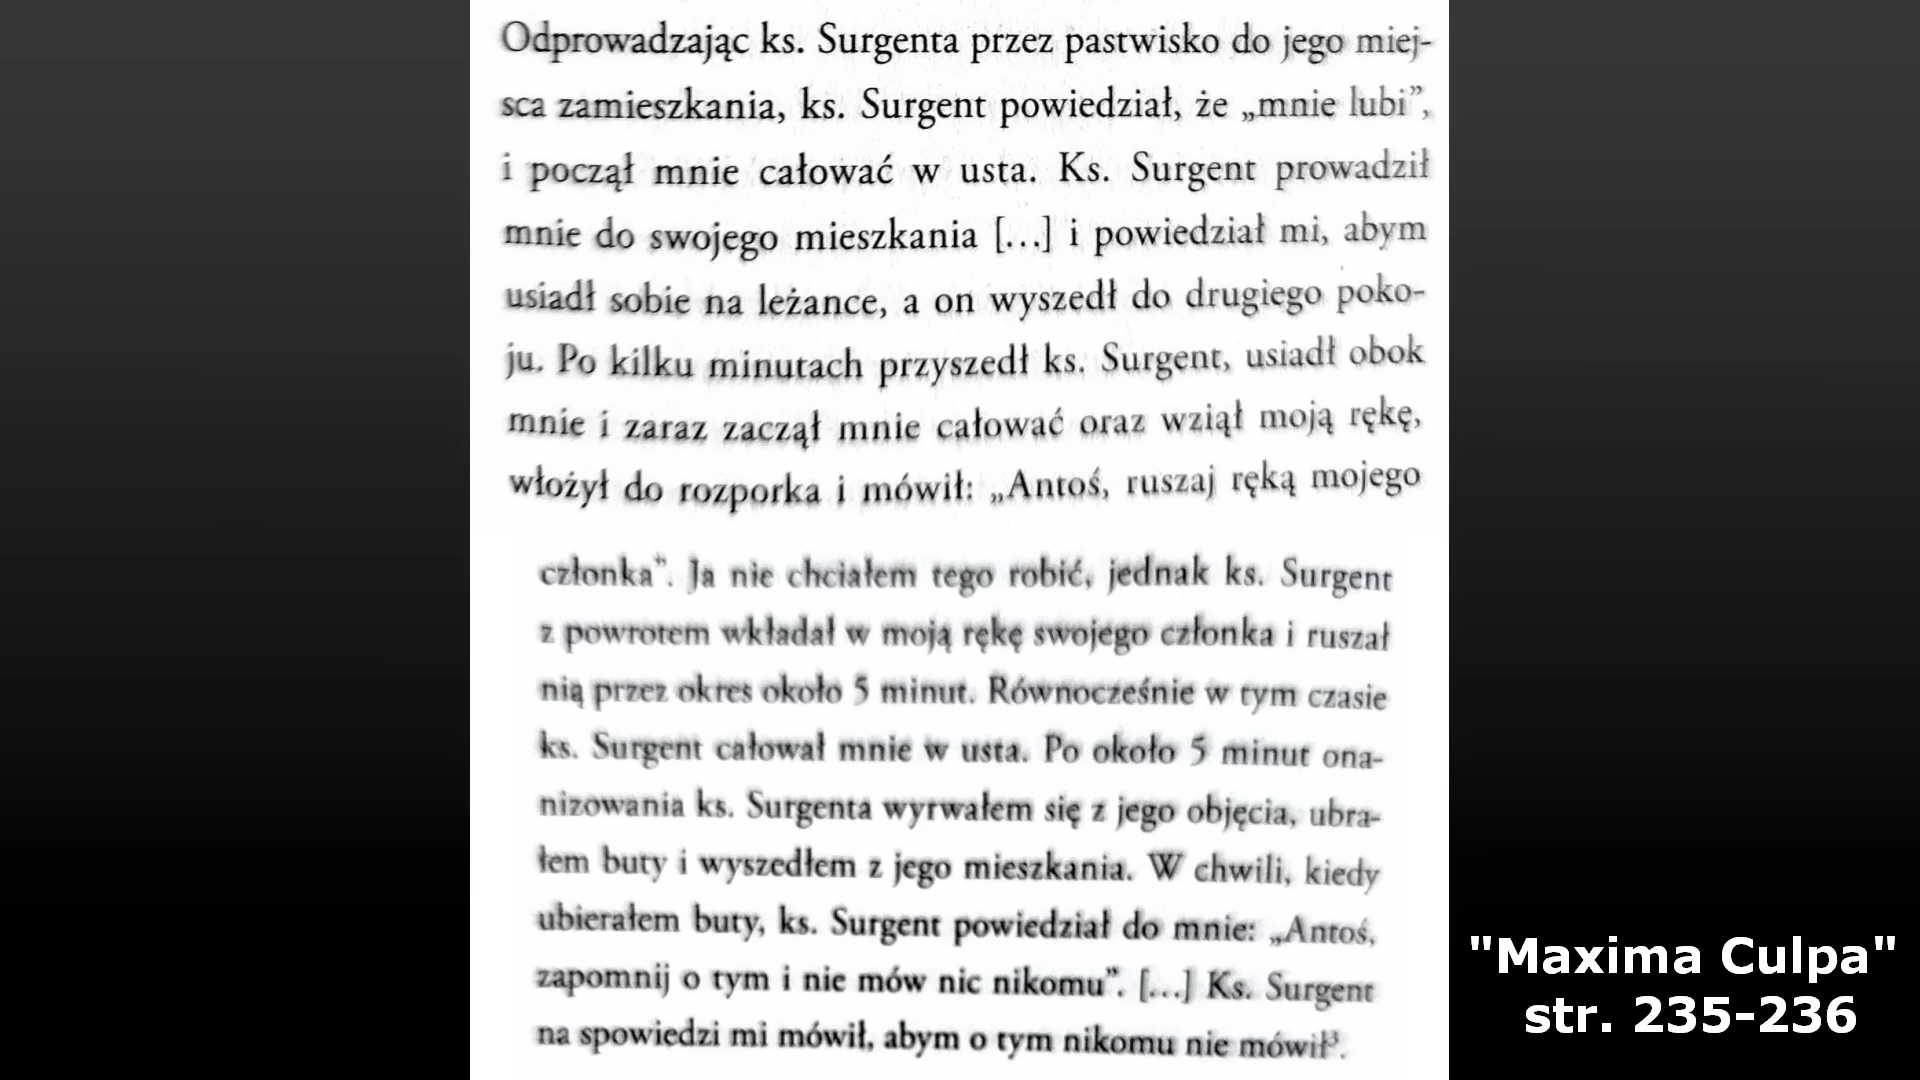 Odprowadzając ks. Surgenta przez pastwisko do jego miej-
sca zamieszkania, ks. Surgent powiedział, że „mnie lubi”,
i począł mnie całować w usta. Ks. Surgent prowadził
mnie do swojego mieszkania [...] i powiedział mi, abym
usiadł sobie na leżance, a on wyszedł do drugiego poko-
ju. Po kilku minutach przyszedł ks. Surgent, usiadł obok
mnie i zaraz zaczął mnie całować oraz wziął moją rękę,
włożył do rozporka i mówił: „Antoś, ruszaj ręką mojego
członka”. Ja nie chciałem tego robić, jednak ks. Surgent
z powrotem wkładał w moją rękę swojego członka i ruszał
nią przez okres około 5 minut. Równocześnie w tym czasie
ks. Surgent całował mnie w usta. Po około 5 minut ona-
nizowania ks. Surgenta wyrwałem się z jego objęcia, ubra-
łem buty i wyszedłem z jego mieszkania. W chwili, kiedy
ubierałem buty, ks. Surgent powiedział do mnie: „Antoś,
zapomnij o tym i nie mów nic nikomu”. [...] Ks. Surgent
na spowiedzi mi mówił, abym o tym nikomu nie mówił³.
"Maxima Culpa"
str. 235-236